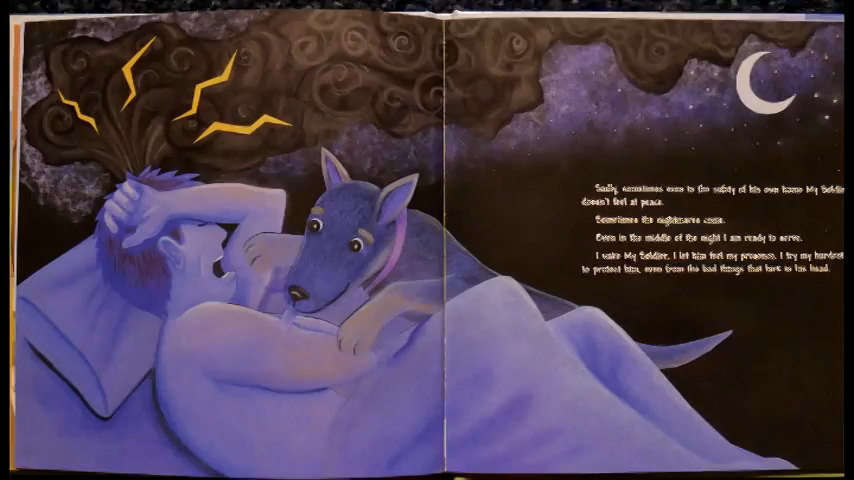 Sadly, sometimes even in the safety of his own home My Soldier
doesn't feel at peace.
Sometimes the nightmares come.
Even in the middle of the night I am ready to serve.
I wake My Soldier. I let him feel my presence. I try my hardest
to protect him, even from the bad things that lurk in his head.